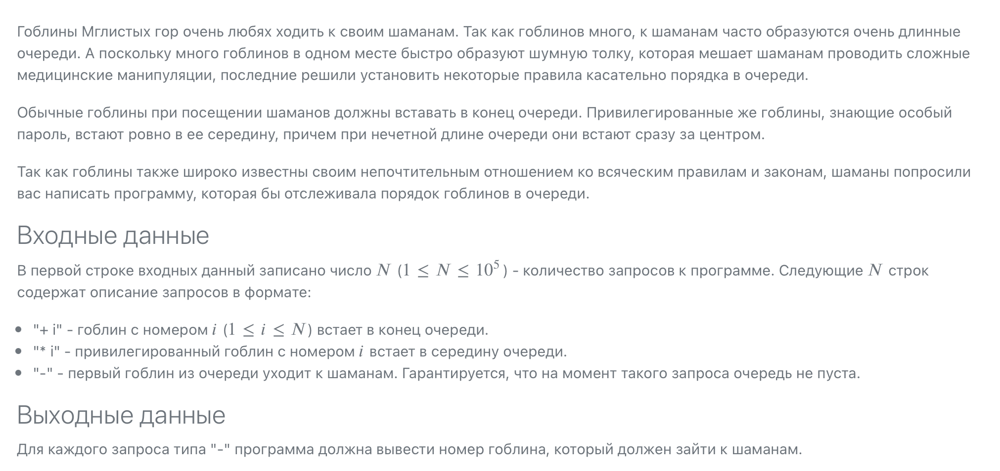 Гоблины Мглистых гор очень любях ходить к своим шаманам. Так как гоблинов много, к шаманам часто образуются очень длинные
очереди. А поскольку много гоблинов в одном месте быстро образуют шумную толку, которая мешает шаманам проводить сложные
медицинские манипуляции, последние решили установить некоторые правила касательно порядка в очереди.
Обычные гоблины при посещении шаманов должны вставать в конец очереди. Привилегированные же гоблины, знающие особый
пароль, встают ровно в ее середину, причем при нечетной длине очереди они встают сразу за центром.
Так как гоблины также широко известны своим непочтительным отношением ко всяческим правилам и законам, шаманы попросили
вас написать программу, которая бы отслеживала порядок гоблинов в очереди.
Входные данные
В первой строке входных данный записано число N (1 ≤ N ≤ 10⁵) - количество запросов к программе. Следующие N строк
содержат описание запросов в формате:
• "+ i" - гоблин с номером i (1 ≤ i ≤ N) встает в конец очереди.
• "* i" - привилегированный гоблин с номером i встает в середину очереди.
• "-" - первый гоблин из очереди уходит к шаманам. Гарантируется, что на момент такого запроса очередь не пуста.
Выходные данные
Для каждого запроса типа "-" программа должна вывести номер гоблина, который должен зайти к шаманам.